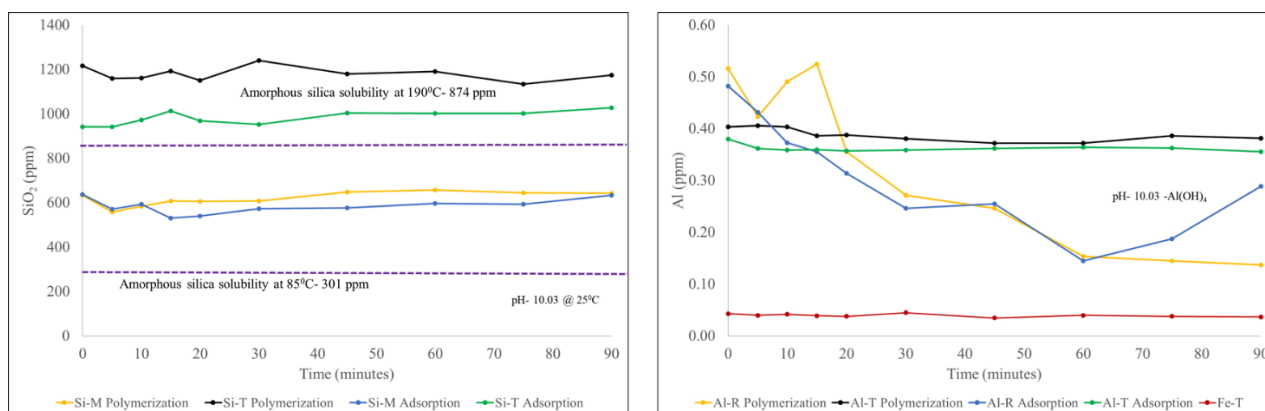 1400
1200
1000
800
600
400
200
0
SiO₂ (ppm)
Amorphous silica solubility at 190⁰C- 874 ppm
Amorphous silica solubility at 85⁰C- 301 ppm
pH- 10.03 @ 25⁰C
0 10 20 30 40 50 60 70 80 90
Time (minutes)
Si-M Polymerization Si-T Polymerization Si-M Adsorption Si-T Adsorption
0.60
0.50
0.40
0.30
0.20
0.10
0.00
Al (ppm)
pH- 10.03 -Al(OH)₄
0 10 20 30 40 50 60 70 80 90
Time (minutes)
Al-R Polymerization Al-T Polymerization Al-R Adsorption Al-T Adsorption Fe-T